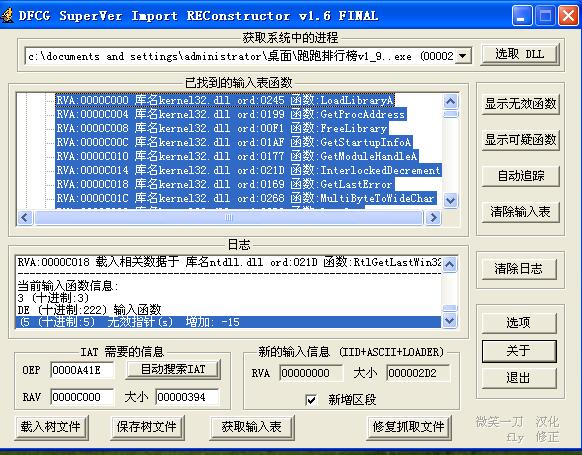 DFCG SuperVer Import REConstructor v1.6 FINAL
获取系统中的进程
c:\documents and settings\administrator\桌面\跑跑排行榜v1_9..exe (00002
选取 DLL
已找到的输入表函数
RVA:0000C000 库名kernel32.dll ord:0245 函数:LoadLibraryA
RVA:0000C004 库名kernel32.dll ord:0199 函数:GetProcAddress
RVA:0000C008 库名kernel32.dll ord:00F1 函数:FreeLibrary
RVA:0000C00C 库名kernel32.dll ord:01AF 函数:GetStartupInfoA
RVA:0000C010 库名kernel32.dll ord:0177 函数:GetModuleHandleA
RVA:0000C014 库名kernel32.dll ord:021D 函数:InterlockedDecrement
RVA:0000C018 库名kernel32.dll ord:0169 函数:GetLastError
RVA:0000C01C 库名kernel32.dll ord:0268 函数:MultiByteToWideChar
显示无效函数
显示可疑函数
自动追踪
清除输入表
日志
RVA:0000C018 载入相关数据于 库名ntdll.dll ord:021D 函数:RtlGetLastWin32
当前输入函数信息:
3 (十进制:3)
DE (十进制:222) 输入函数
(5 (十进制:5) 无效指针(s) 增加: -15
清除日志
IAT 需要的信息
OEP 0000A41E 自动搜索IAT
RAV 0000C000 大小 00000394
新的输入信息 (IID+ASCII+LOADER)
RVA 00000000 大小 000002D2
新增区段
选项
关于
退出
载入树文件 保存树文件 获取输入表 修复抓取文件
微笑一刀 汉化
fly 修正